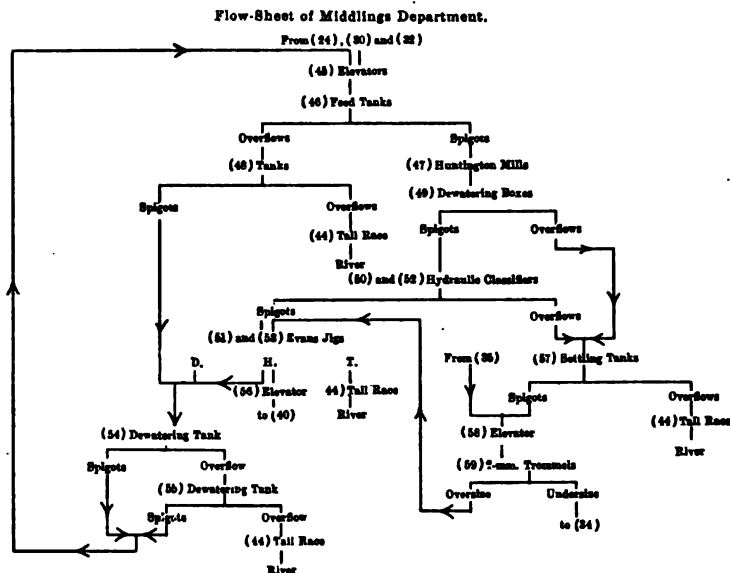 Flow-Sheet of Middlings Department.
From (24), (30) and (32)
(45) Elevators
(46) Feed Tanks
Overflows Spigots
(48) Tanks (47) Huntington Mills
(49) Dewatering Boxes
Spigots Overflows Spigots Overflows
(44) Tail Race
River
(50) and (52) Hydraulic Classifiers
Spigots Overflows
(51) and (53) Evans Jigs
D. H. T. From (35) (57) Settling Tanks
(56) Elevator 44) Tail Race Spigots Overflows
to (40) River
(54) Dewatering Tank (58) Elevator (44) Tail Race
River
Spigots Overflow (59) 2-mm. Trommels
(55) Dewatering Tank Oversize Undersize
Spigots Overflow to (34)
(44) Tail Race
River